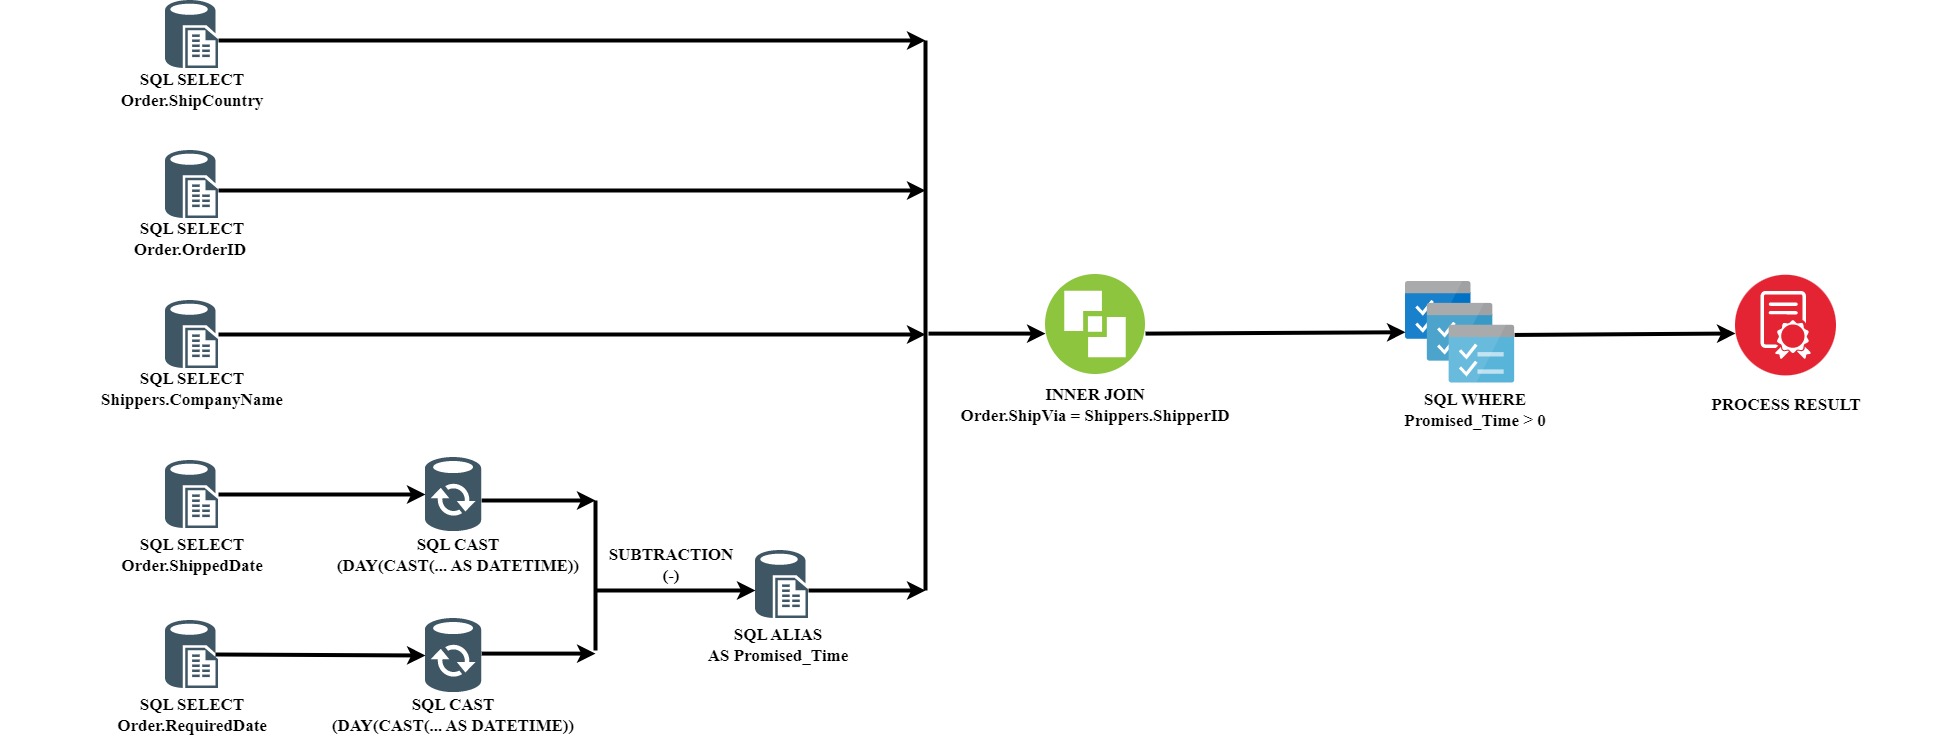 SQL SELECT
Order.ShipCountry
SQL SELECT
Order.OrderID
SQL SELECT
Shippers.CompanyName
INNER JOIN
Order.ShipVia = Shippers.ShipperID
SQL WHERE
Promised_Time > 0
PROCESS RESULT
SQL SELECT
Order.ShippedDate
SQL CAST
(DAY(CAST(... AS DATETIME))
SUBTRACTION
(-)
SQL ALIAS
AS Promised_Time
SQL SELECT
Order.RequiredDate
SQL CAST
(DAY(CAST(... AS DATETIME))